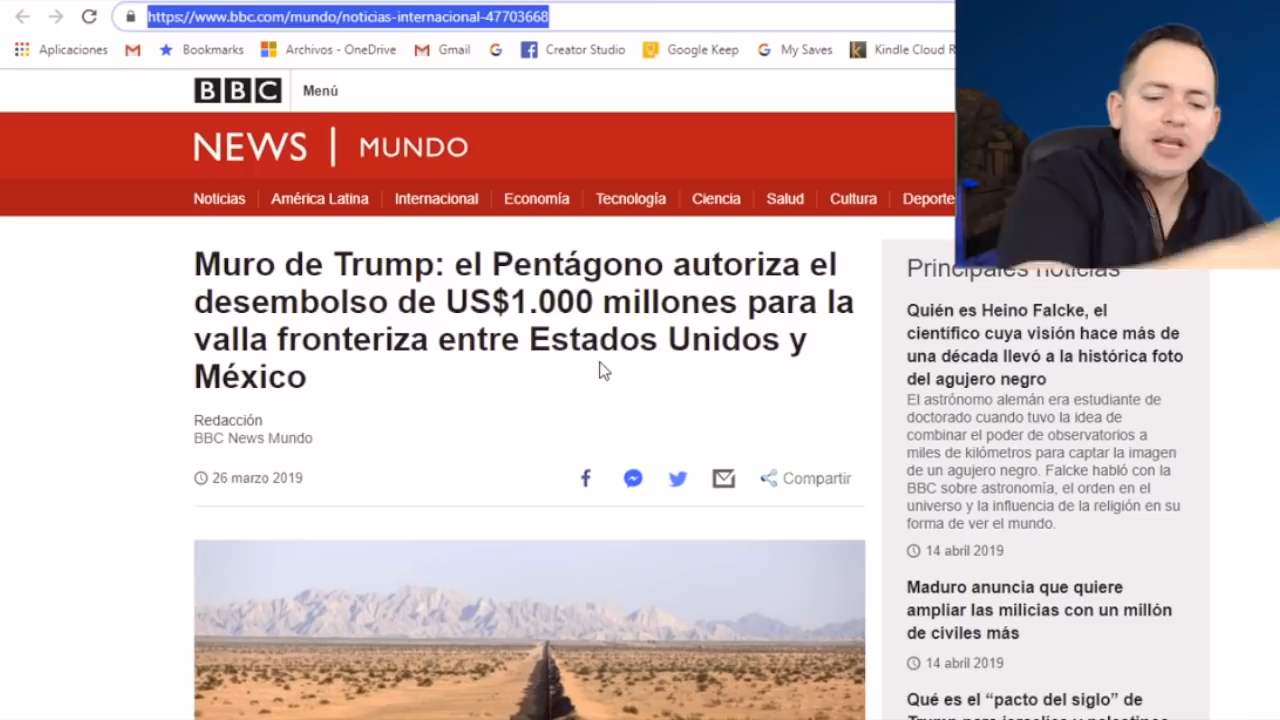 https://www.bbc.com/mundo/noticias-internacional-47703668
Aplicaciones Bookmarks Archivos - OneDrive Gmail Creator Studio Google Keep My Saves Kindle Cloud
BBC Menú
NEWS | MUNDO
Noticias América Latina Internacional Economía Tecnología Ciencia Salud Cultura Deporte
Muro de Trump: el Pentágono autoriza el
desembolso de US$1.000 millones para la
valla fronteriza entre Estados Unidos y
México
Redacción
BBC News Mundo
26 marzo 2019
Compartir
Principales noticias
Quién es Heino Falcke, el
científico cuya visión hace más de
una década llevó a la histórica foto
del agujero negro
El astrónomo alemán era estudiante de
doctorado cuando tuvo la idea de
combinar el poder de observatorios a
miles de kilómetros para captar la imagen
de un agujero negro. Falcke habló con la
BBC sobre astronomía, el orden en el
universo y la influencia de la religión en su
forma de ver el mundo.
14 abril 2019
Maduro anuncia que quiere
ampliar las milicias con un millón
de civiles más
14 abril 2019
Qué es el “pacto del siglo” de